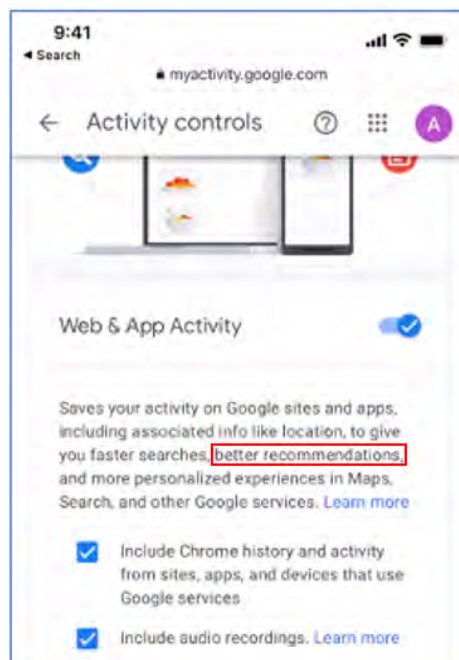 9:41
Search
myactivity.google.com
Activity controls
A
Web & App Activity
Saves your activity on Google sites and apps,
including associated info like location, to give
you faster searches, better recommendations,
and more personalized experiences in Maps,
Search, and other Google services. Learn more
Include Chrome history and activity
from sites, apps, and devices that use
Google services
Include audio recordings. Learn more